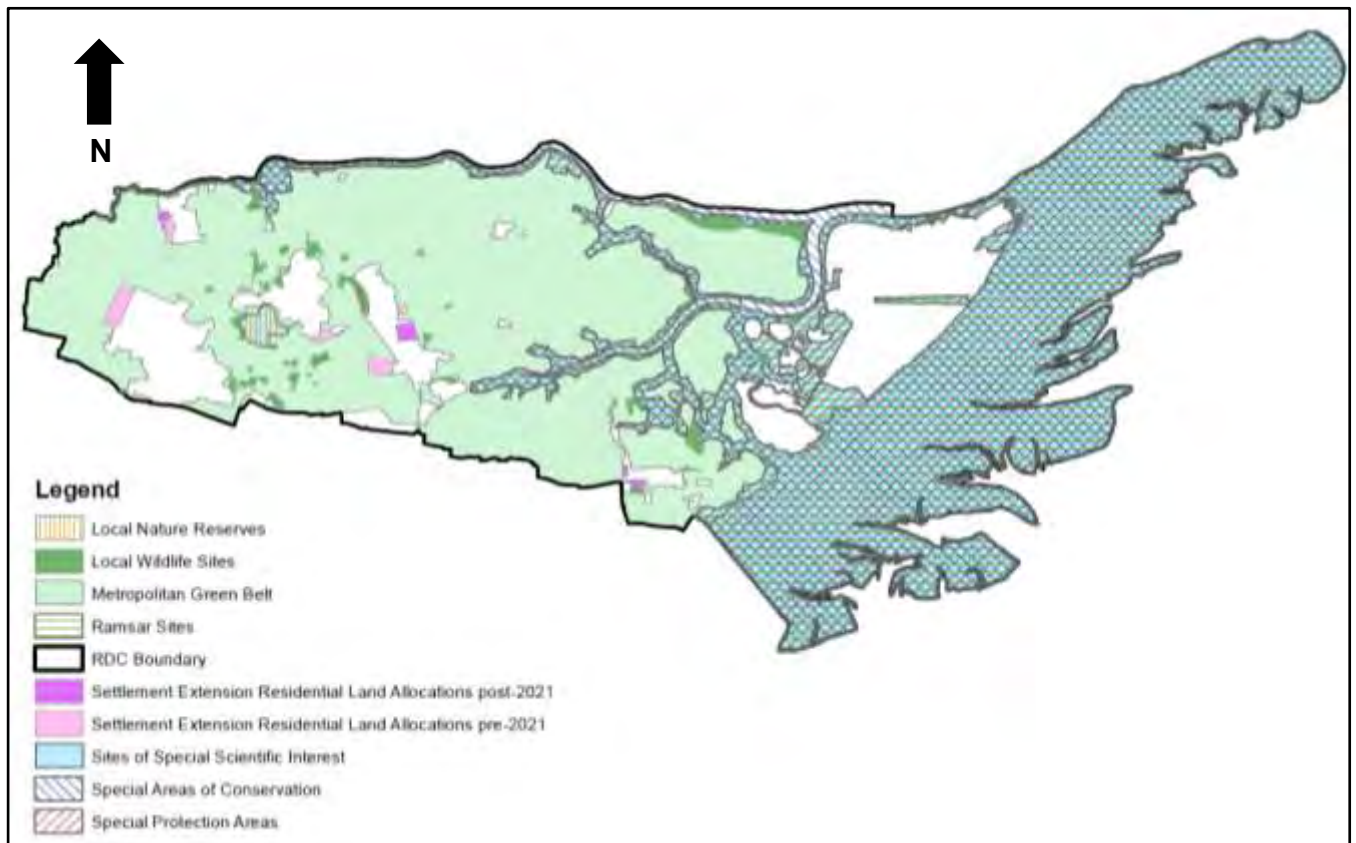 N
Legend
Local Nature Reserves
Local Wildlife Sites
Metropolitan Green Belt
Ramsar Sites
RDC Boundary
Settlement Extension Residential Land Allocations post-2021
Settlement Extension Residential Land Allocations pre-2021
Sites of Special Scientific Interest
Special Areas of Conservation
Special Protection Areas